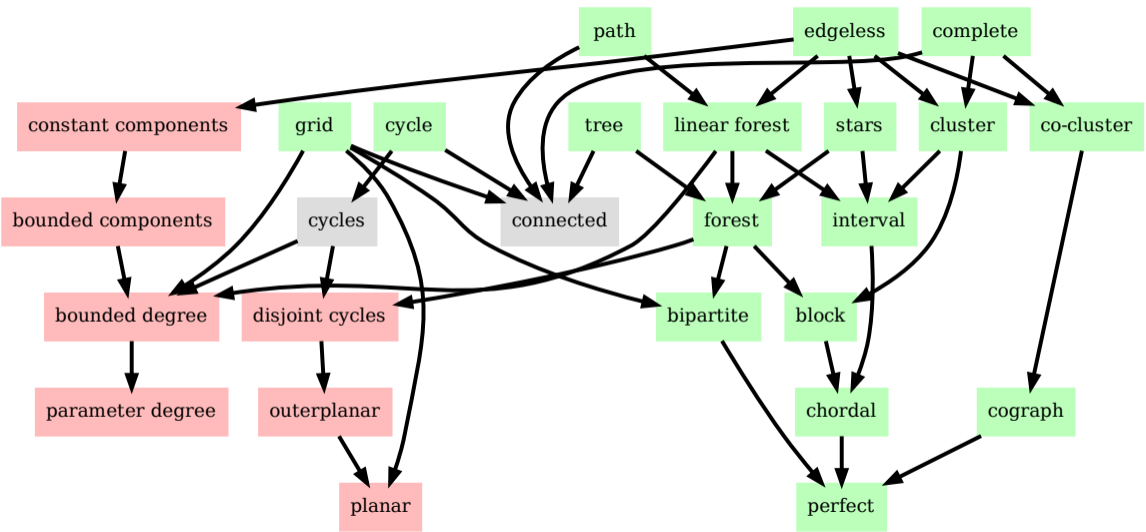 path
edgeless
complete
constant components
grid
cycle
tree
linear forest
stars
cluster
co-cluster
bounded components
cycles
connected
forest
interval
bounded degree
disjoint cycles
bipartite
block
parameter degree
outerplanar
chordal
cograph
planar
perfect